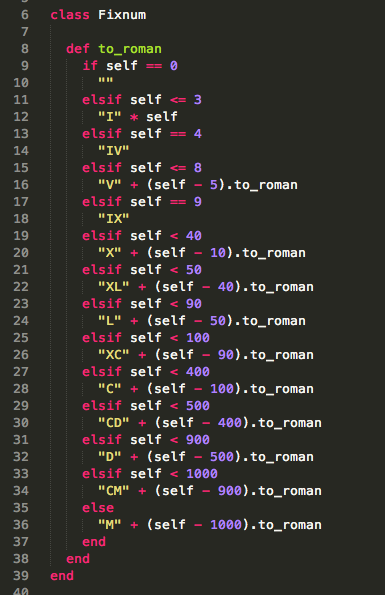 6 class Fixnum
7
8 def to_roman
9 if self == 0
10 ""
11 elsif self <= 3
12 "I" * self
13 elsif self == 4
14 "IV"
15 elsif self <= 8
16 "V" + (self - 5).to_roman
17 elsif self == 9
18 "IX"
19 elsif self < 40
20 "X" + (self - 10).to_roman
21 elsif self < 50
22 "XL" + (self - 40).to_roman
23 elsif self < 90
24 "L" + (self - 50).to_roman
25 elsif self < 100
26 "XC" + (self - 90).to_roman
27 elsif self < 400
28 "C" + (self - 100).to_roman
29 elsif self < 500
30 "CD" + (self - 400).to_roman
31 elsif self < 900
32 "D" + (self - 500).to_roman
33 elsif self < 1000
34 "CM" + (self - 900).to_roman
35 else
36 "M" + (self - 1000).to_roman
37 end
38 end
39 end
40